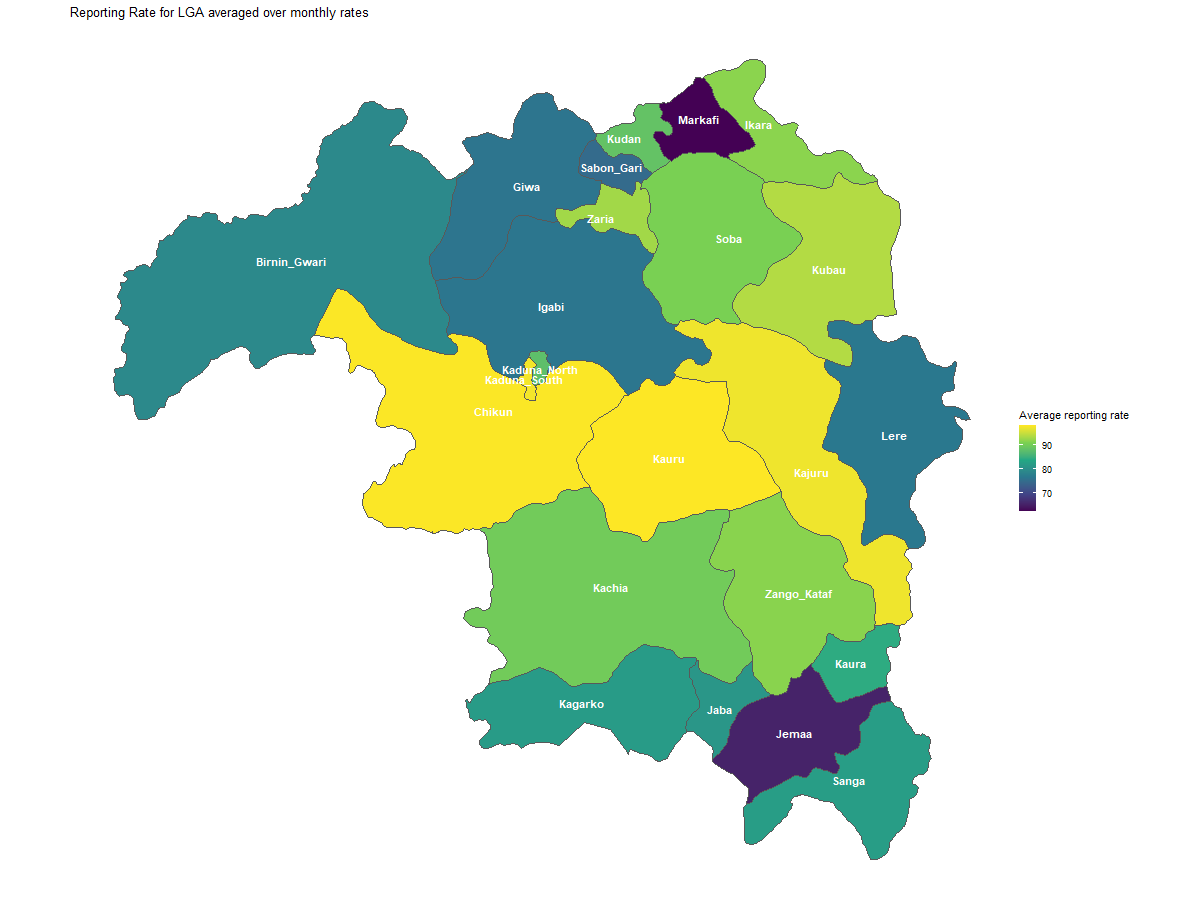 Reporting Rate for LGA averaged over monthly rates
Markafi
Ikara
Kudan
Sabon_Gari
Giwa
Zaria
Soba
Birnin_Gwari
Kubau
Igabi
Kaduna_North
Kaduna_South
Chikun
Lere
Kauru
Kajuru
Kachia
Zango_Kataf
Kaura
Kagarko
Jaba
Jemaa
Sanga
Average reporting rate
90
80
70